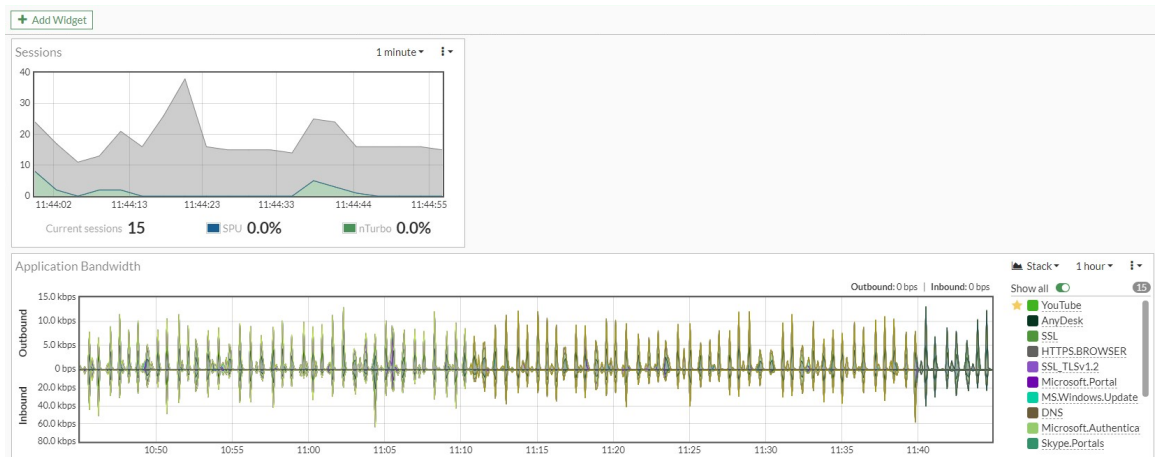 + Add Widget
Sessions 1 minute
40
30
20
10
0
11:44:02 11:44:13 11:44:23 11:44:33 11:44:44 11:44:55
Current sessions 15 SPU 0.0% nTurbo 0.0%
Application Bandwidth Stack 1 hour
Outbound: 0 bps | Inbound: 0 bps Show all 15
Outbound
Inbound
15.0 kbps
10.0 kbps
5.0 kbps
0 bps
20.0 kbps
40.0 kbps
60.0 kbps
80.0 kbps
10:50 10:55 11:00 11:05 11:10 11:15 11:20 11:25 11:30 11:35 11:40
YouTube
AnyDesk
SSL
HTTPS.BROWSER
SSL_TLSv1.2
Microsoft.Portal
MS.Windows.Update
DNS
Microsoft.Authentica
Skype.Portals